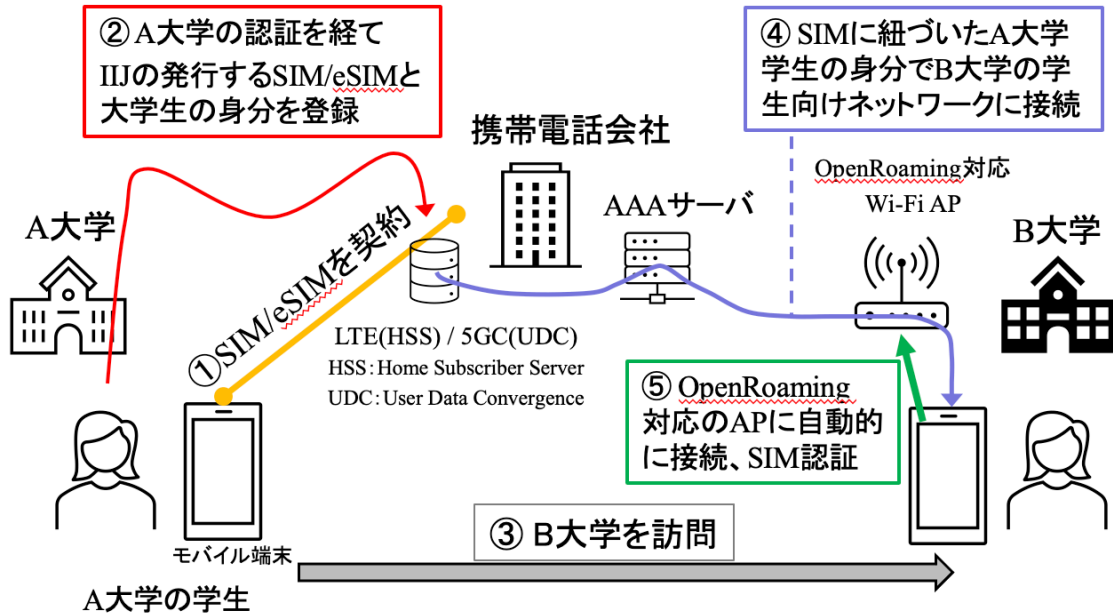 ② A大学の認証を経て
IIJの発行するSIM/eSIMと
大学生の身分を登録
④ SIMに紐づいたA大学
学生の身分でB大学の学
生向けネットワークに接続
携帯電話会社
OpenRoaming対応
Wi-Fi AP
AAAサーバ
A大学
B大学
①SIM/eSIMを契約
LTE(HSS) / 5GC(UDC)
HSS：Home Subscriber Server
UDC：User Data Convergence
⑤ OpenRoaming
対応のAPに自動的
に接続、SIM認証
③ B大学を訪問
モバイル端末
A大学の学生